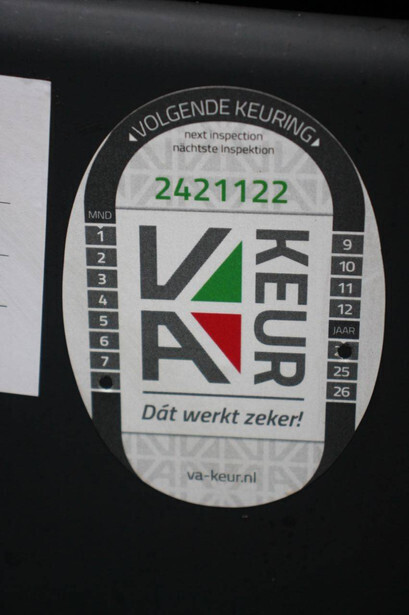 VOLGENDE KEURING
next inspection
nächste Inspektion
2421122
MND
1
2
3
4
5
6
7
VA
KEUR
9
10
11
12
JAAR
25
26
Dát werkt zeker!
va-keur.nl